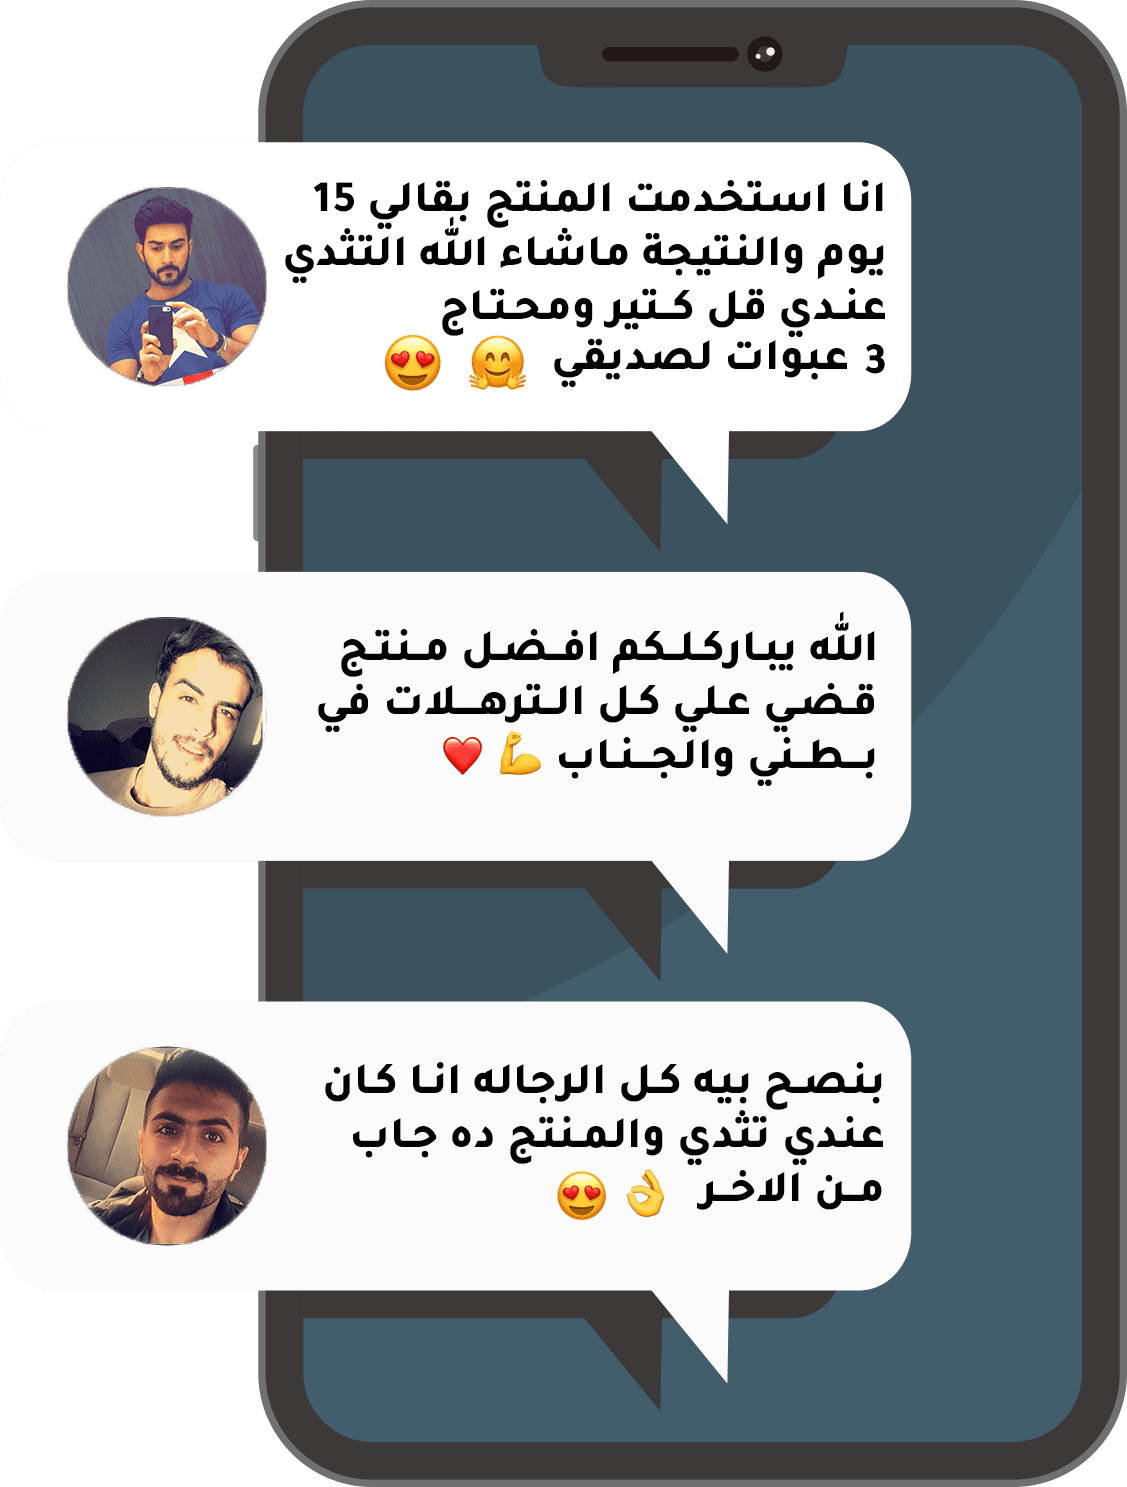 انا استخدمت المنتج بقالي 15
يوم والنتيجة ماشاء الله التثدي
عندي قل كتير ومحتاج
3 عبوات لصديقي 🤗 😍
الله يباركلكم افضل منتج
قضي علي كل الترهلات في
بطني والجناب 💪 ❤️
بنصح بيه كل الرجاله انا كان
عندي تثدي والمنتج ده جاب
من الاخر 👌 😍